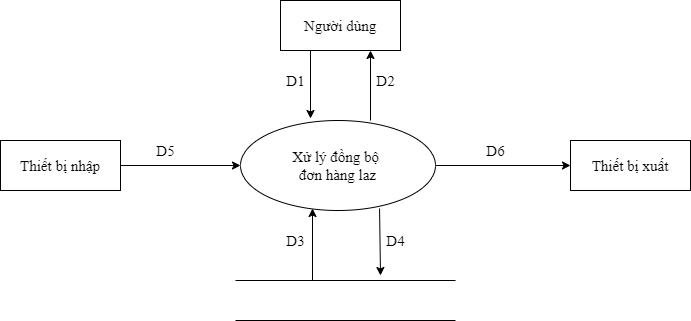 Người dùng
D1
D2
Thiết bị nhập
D5
Xử lý đồng bộ
đơn hàng laz
D6
Thiết bị xuất
D3
D4